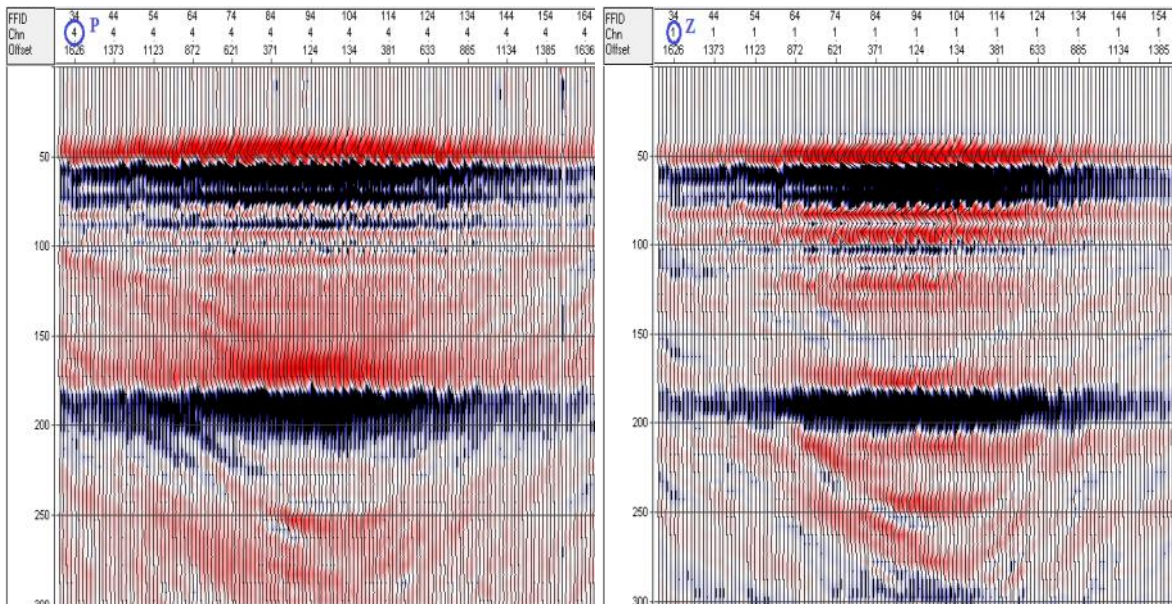 FFID 34 44 54 64 74 84 94 104 114 124 134 144 154 164
P
Chn 4 4 4 4 4 4 4 4 4 4 4 4 4 4
Offset 1626 1373 1123 872 621 371 124 134 381 633 885 1134 1385 1636
50
100
150
200
250
300
FFID 34 44 54 64 74 84 94 104 114 124 134 144 154
Z
Chn 1 1 1 1 1 1 1 1 1 1 1 1 1
Offset 1626 1373 1123 872 621 371 124 134 381 633 885 1134 1385
50
100
150
200
250
300